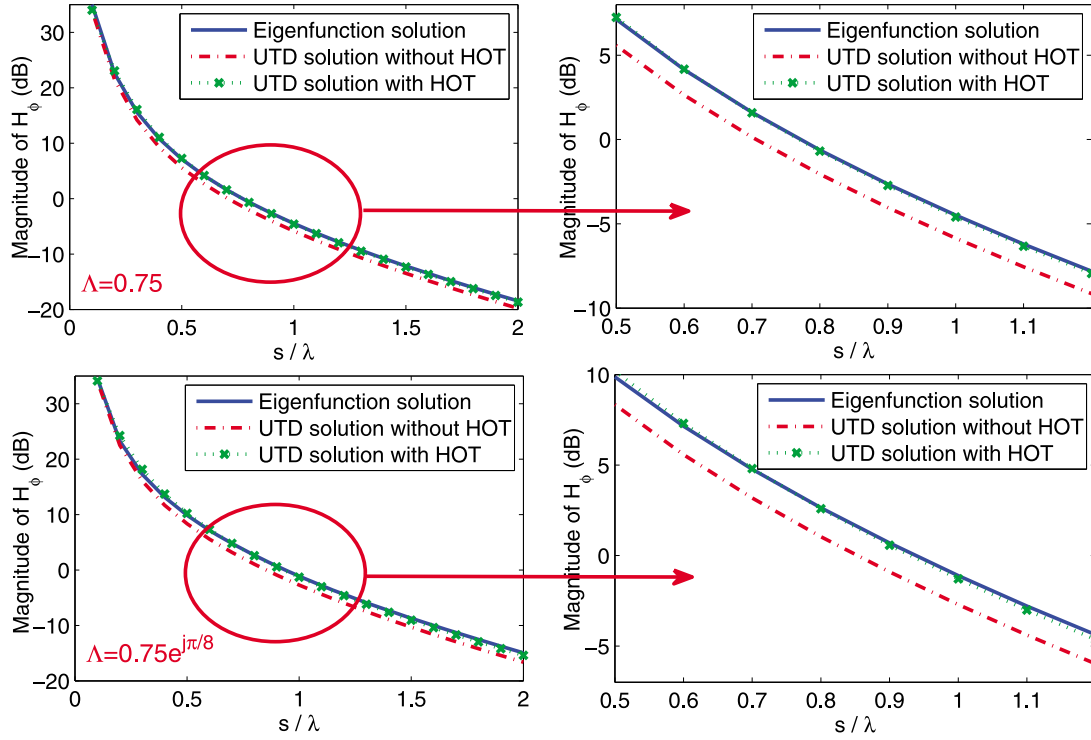 Magnitude of Hϕ (dB)
30
20
10
0
−10
−20
Eigenfunction solution
UTD solution without HOT
UTD solution with HOT
Λ=0.75
0 0.5 1 1.5 2
s / λ
Magnitude of Hϕ (dB)
5
0
−5
−10
Eigenfunction solution
UTD solution without HOT
UTD solution with HOT
0.5 0.6 0.7 0.8 0.9 1 1.1
s / λ
Magnitude of Hϕ (dB)
30
20
10
0
−10
−20
Eigenfunction solution
UTD solution without HOT
UTD solution with HOT
Λ=0.75e^jπ/8
0 0.5 1 1.5 2
s / λ
Magnitude of Hϕ (dB)
10
5
0
−5
Eigenfunction solution
UTD solution without HOT
UTD solution with HOT
0.5 0.6 0.7 0.8 0.9 1 1.1
s / λ